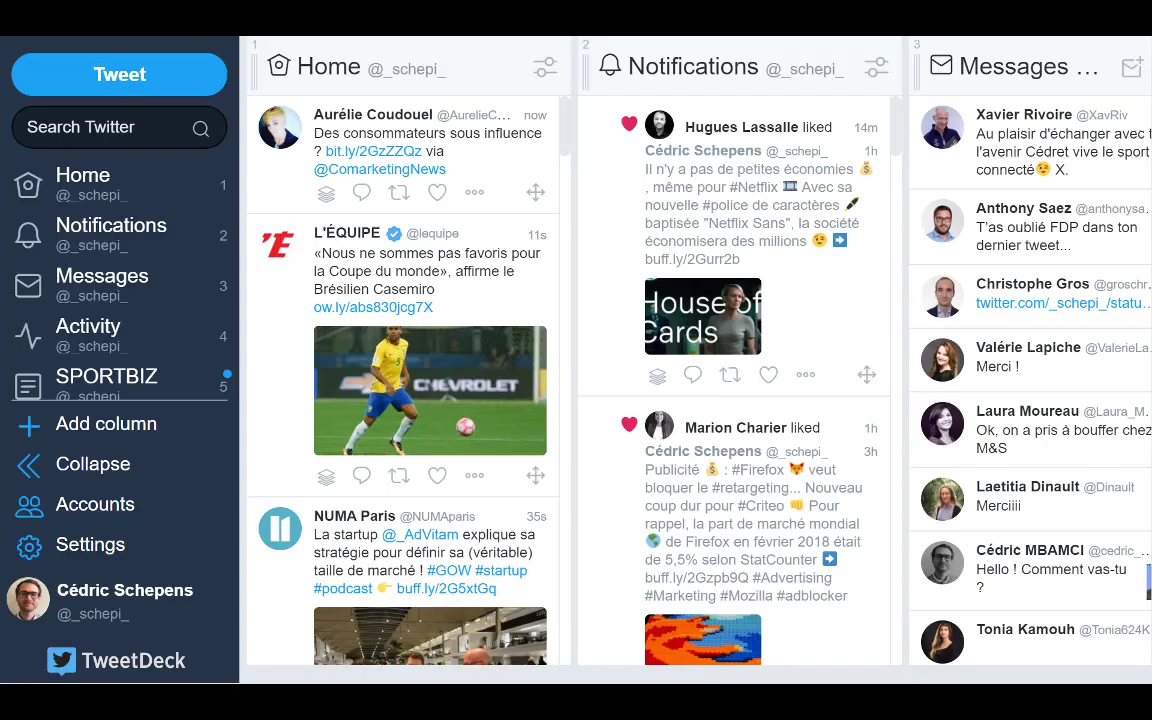 Tweet
Search Twitter
Home
@_schepi_
1
Notifications
@_schepi_
2
Messages
@_schepi_
3
Activity
@_schepi_
4
SPORTBIZ
@_schepi_
5
Add column
Collapse
Accounts
Settings
Cédric Schepens
@_schepi_
TweetDeck
1
Home @_schepi_
Aurélie Coudouel @AurelieC... now
Des consommateurs sous influence
? bit.ly/2GzZZQz via
@ComarketingNews
L'ÉQUIPE @lequipe 11s
«Nous ne sommes pas favoris pour
la Coupe du monde», affirme le
Brésilien Casemiro
ow.ly/abs830jcg7X
CHEVROLET
NUMA Paris @NUMAparis 35s
La startup @_AdVitam explique sa
stratégie pour définir sa (véritable)
taille de marché ! #GOW #startup
#podcast 👉 buff.ly/2G5xtGq
2
Notifications @_schepi_
Hugues Lassalle liked 14m
Cédric Schepens @_schepi_ 1h
Il n'y a pas de petites économies 💰
, même pour #Netflix 🎞 Avec sa
nouvelle #police de caractères 🖋
baptisée "Netflix Sans", la société
économisera des millions 😉 ➡
buff.ly/2Gurr2b
House of
Cards
Marion Charier liked 1h
Cédric Schepens @_schepi_ 3h
Publicité 💰 : #Firefox 🦊 veut
bloquer le #retargeting... Nouveau
coup dur pour #Criteo 👊 Pour
rappel, la part de marché mondial
🌎 de Firefox en février 2018 était
de 5,5% selon StatCounter ➡
buff.ly/2Gzpb9Q #Advertising
#Marketing #Mozilla #adblocker
3
Messages ...
Xavier Rivoire @XavRiv
Au plaisir d'échanger avec t
l'avenir Cédret vive le sport
connecté😉 X.
Anthony Saez @anthonysa...
T'as oublié FDP dans ton
dernier tweet...
Christophe Gros @groschr...
twitter.com/_schepi_/statu...
Valérie Lapiche @ValerieLa...
Merci !
Laura Moureau @Laura_M...
Ok, on a pris à bouffer chez
M&S
Laetitia Dinault @Dinault
Merciiii
Cédric MBAMCI @cedric_...
Hello ! Comment vas-tu
?
Tonia Kamouh @Tonia624K